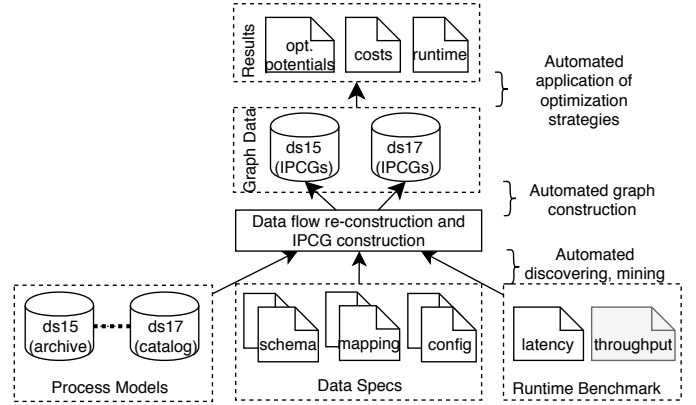 Results
opt.
potentials
costs
runtime
Automated
application of
optimization
strategies
Graph Data
ds15
(IPCGs)
ds17
(IPCGs)
Automated graph
construction
Data flow re-construction and
IPCG construction
Automated
discovering, mining
ds15
(archive)
ds17
(catalog)
Process Models
schema
mapping
config
Data Specs
latency
throughput
Runtime Benchmark